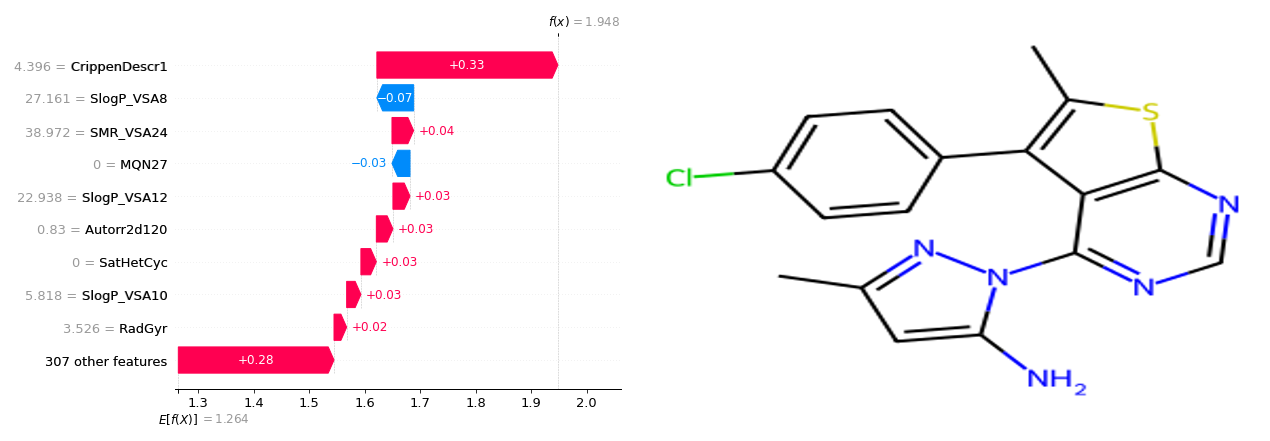 f(x) = 1.948
4.396 = CrippenDescr1
+0.33
27.161 = SlogP_VSA8
−0.07
38.972 = SMR_VSA24
+0.04
0 = MQN27
−0.03
22.938 = SlogP_VSA12
+0.03
0.83 = Autorr2d120
+0.03
0 = SatHetCyc
+0.03
5.818 = SlogP_VSA10
+0.03
3.526 = RadGyr
+0.02
307 other features
+0.28
1.3 1.4 1.5 1.6 1.7 1.8 1.9 2.0
E[f(X)] = 1.264
S
Cl
N
N
N
N
NH2